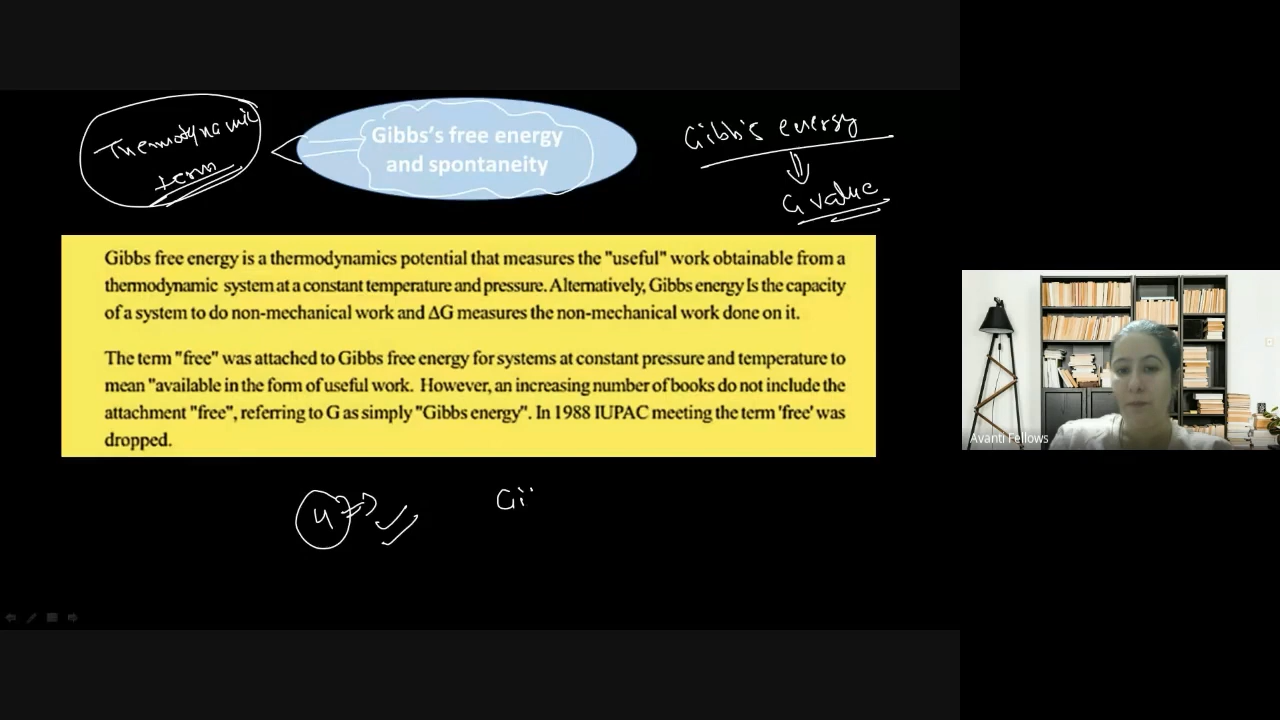 Thermodynamic
term
Gibbs's free energy
and spontaneity
Gibb's energy
G value
Gibbs free energy is a thermodynamics potential that measures the "useful" work obtainable from a
thermodynamic system at a constant temperature and pressure. Alternatively, Gibbs energy Is the capacity
of a system to do non-mechanical work and ΔG measures the non-mechanical work done on it.
The term "free" was attached to Gibbs free energy for systems at constant pressure and temperature to
mean "available in the form of useful work. However, an increasing number of books do not include the
attachment "free", referring to G as simply "Gibbs energy". In 1988 IUPAC meeting the term 'free' was
dropped.
Gi
Avanti Fellows